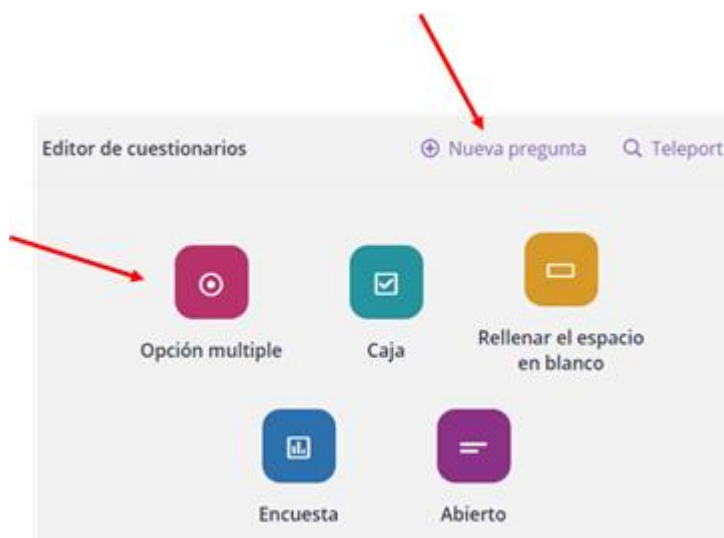 Editor de cuestionarios
Nueva pregunta
Teleport
Opción multiple
Caja
Rellenar el espacio
en blanco
Encuesta
Abierto